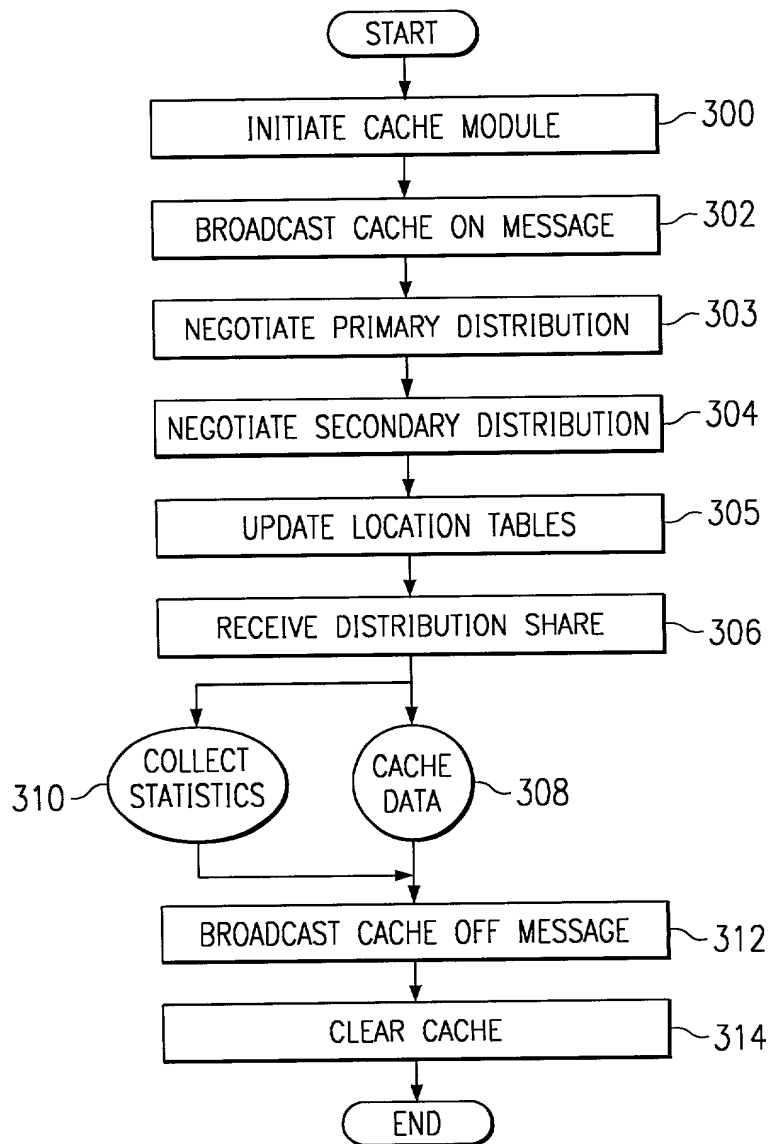 START
INITIATE CACHE MODULE
300
BROADCAST CACHE ON MESSAGE
302
NEGOTIATE PRIMARY DISTRIBUTION
303
NEGOTIATE SECONDARY DISTRIBUTION
304
UPDATE LOCATION TABLES
305
RECEIVE DISTRIBUTION SHARE
306
310
COLLECT
STATISTICS
CACHE
DATA
308
BROADCAST CACHE OFF MESSAGE
312
CLEAR CACHE
314
END